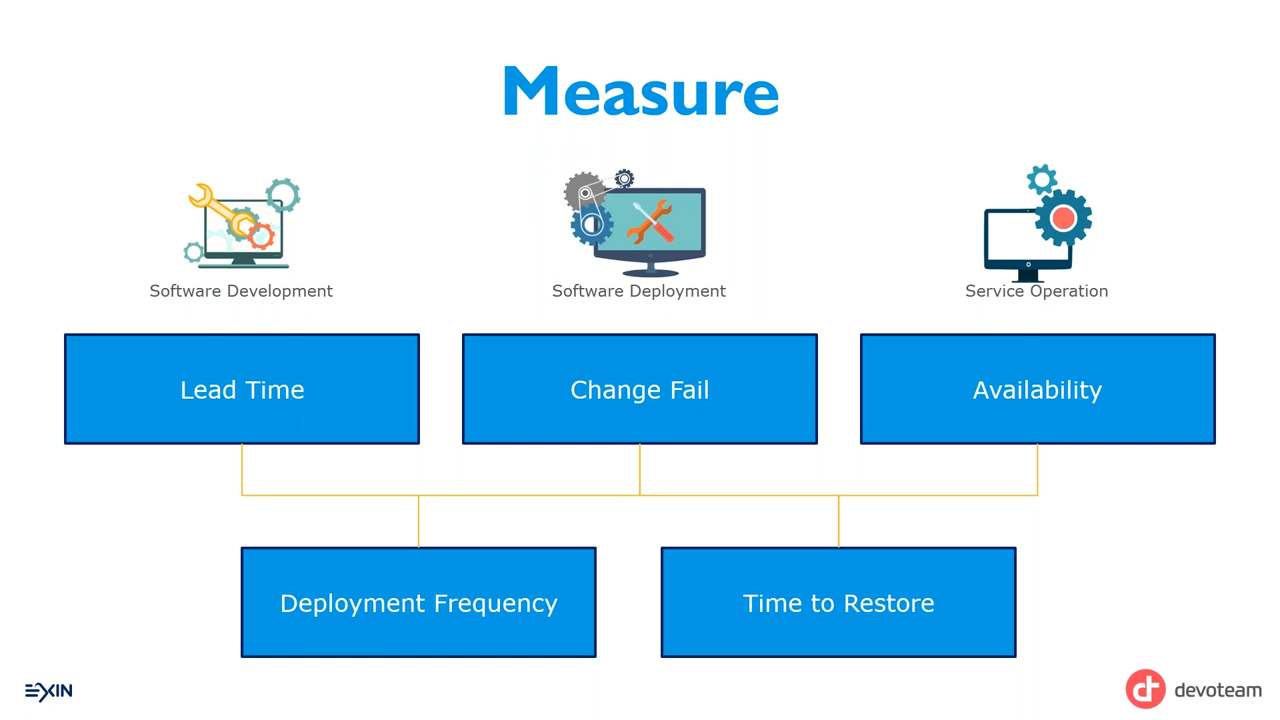 Measure
Software Development
Software Deployment
Service Operation
Lead Time
Change Fail
Availability
Deployment Frequency
Time to Restore
EXIN
devoteam